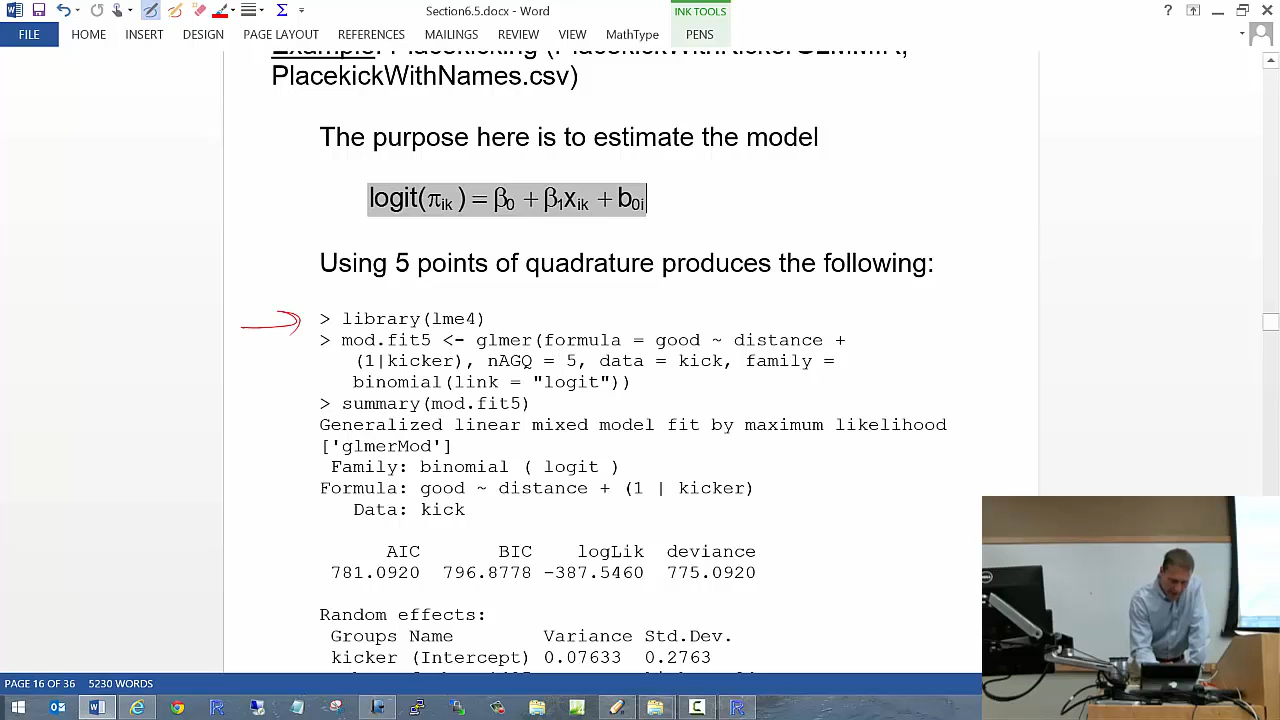 Section6.5.docx - Word
INK TOOLS
FILE HOME INSERT DESIGN PAGE LAYOUT REFERENCES MAILINGS REVIEW VIEW MathType PENS
PlacekickWithNames.csv)
The purpose here is to estimate the model
logit(πik) = β0 + β1xik + b0i
Using 5 points of quadrature produces the following:
> library(lme4)
> mod.fit5 <- glmer(formula = good ~ distance +
(1|kicker), nAGQ = 5, data = kick, family =
binomial(link = "logit"))
> summary(mod.fit5)
Generalized linear mixed model fit by maximum likelihood
['glmerMod']
Family: binomial ( logit )
Formula: good ~ distance + (1 | kicker)
Data: kick
AIC BIC logLik deviance
781.0920 796.8778 -387.5460 775.0920
Random effects:
Groups Name Variance Std.Dev.
kicker (Intercept) 0.07633 0.2763
PAGE 16 OF 36 5230 WORDS